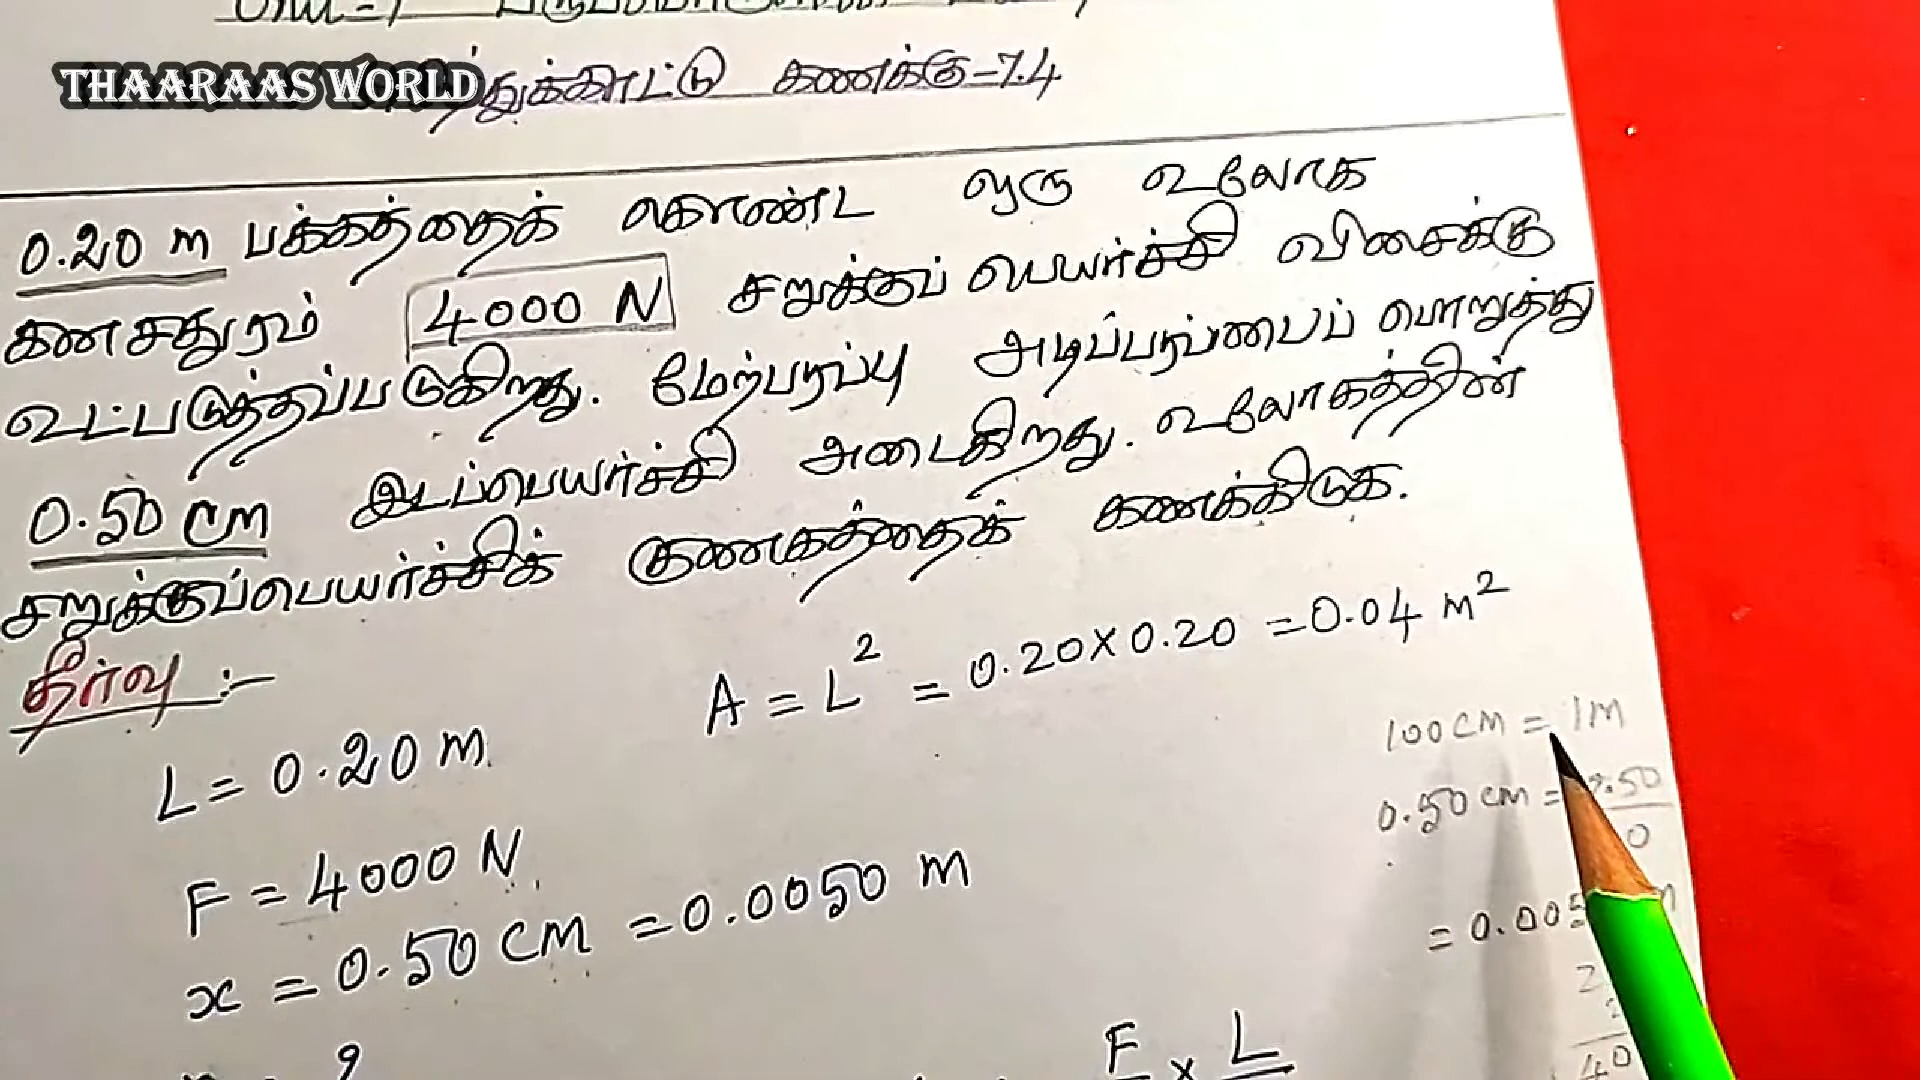 THAARAAS WORLD
கணக்கு-7.4
0.20 m பக்கத்தைக் கொண்ட ஒரு உலோக
கனசதுரம் 4000 N சறுக்குப் பெயர்ச்சி விசைக்கு
உட்படுத்தப்படுகிறது. மேற்பரப்பு அடிப்பரப்பைப் பொறுத்து
0.50 cm இடப்பெயர்ச்சி அடைகிறது. உலோகத்தின்
சறுக்குப்பெயர்ச்சிக் குணகத்தைக் கணக்கிடுக.
தீர்வு :-
A = L² = 0.20×0.20 = 0.04 m²
L = 0.20 m.
100 cm = 1m
0.50 cm =
F = 4000 N.
x = 0.50 cm = 0.0050 m
= 0.005
F × L